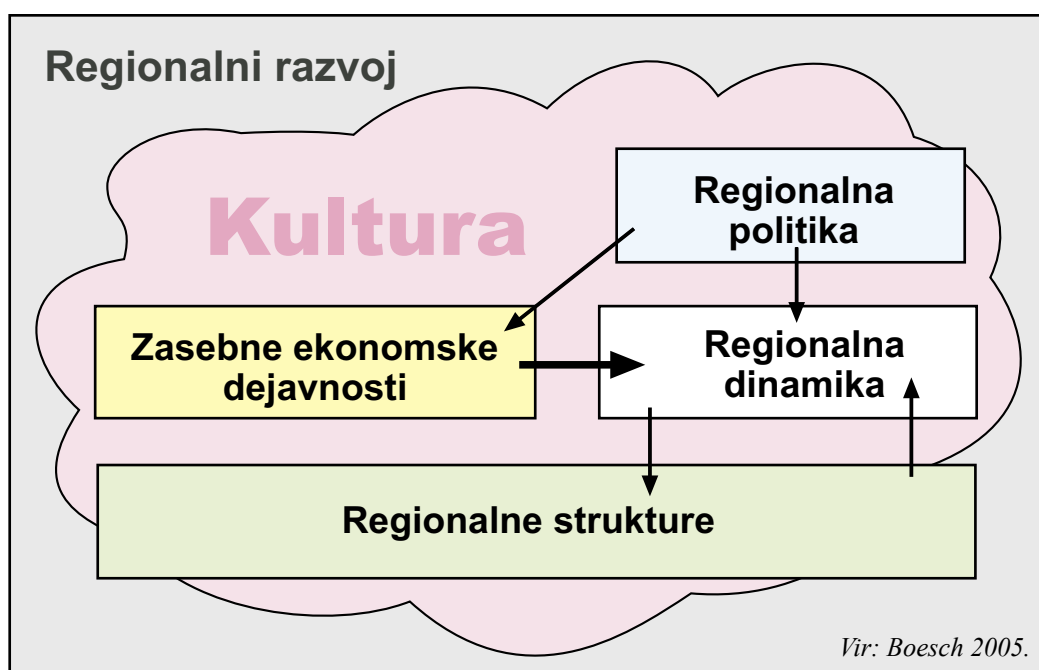 Regionalni razvoj
Kultura
Regionalna
politika
Zasebne ekonomske
dejavnosti
Regionalna
dinamika
Regionalne strukture
Vir: Boesch 2005.